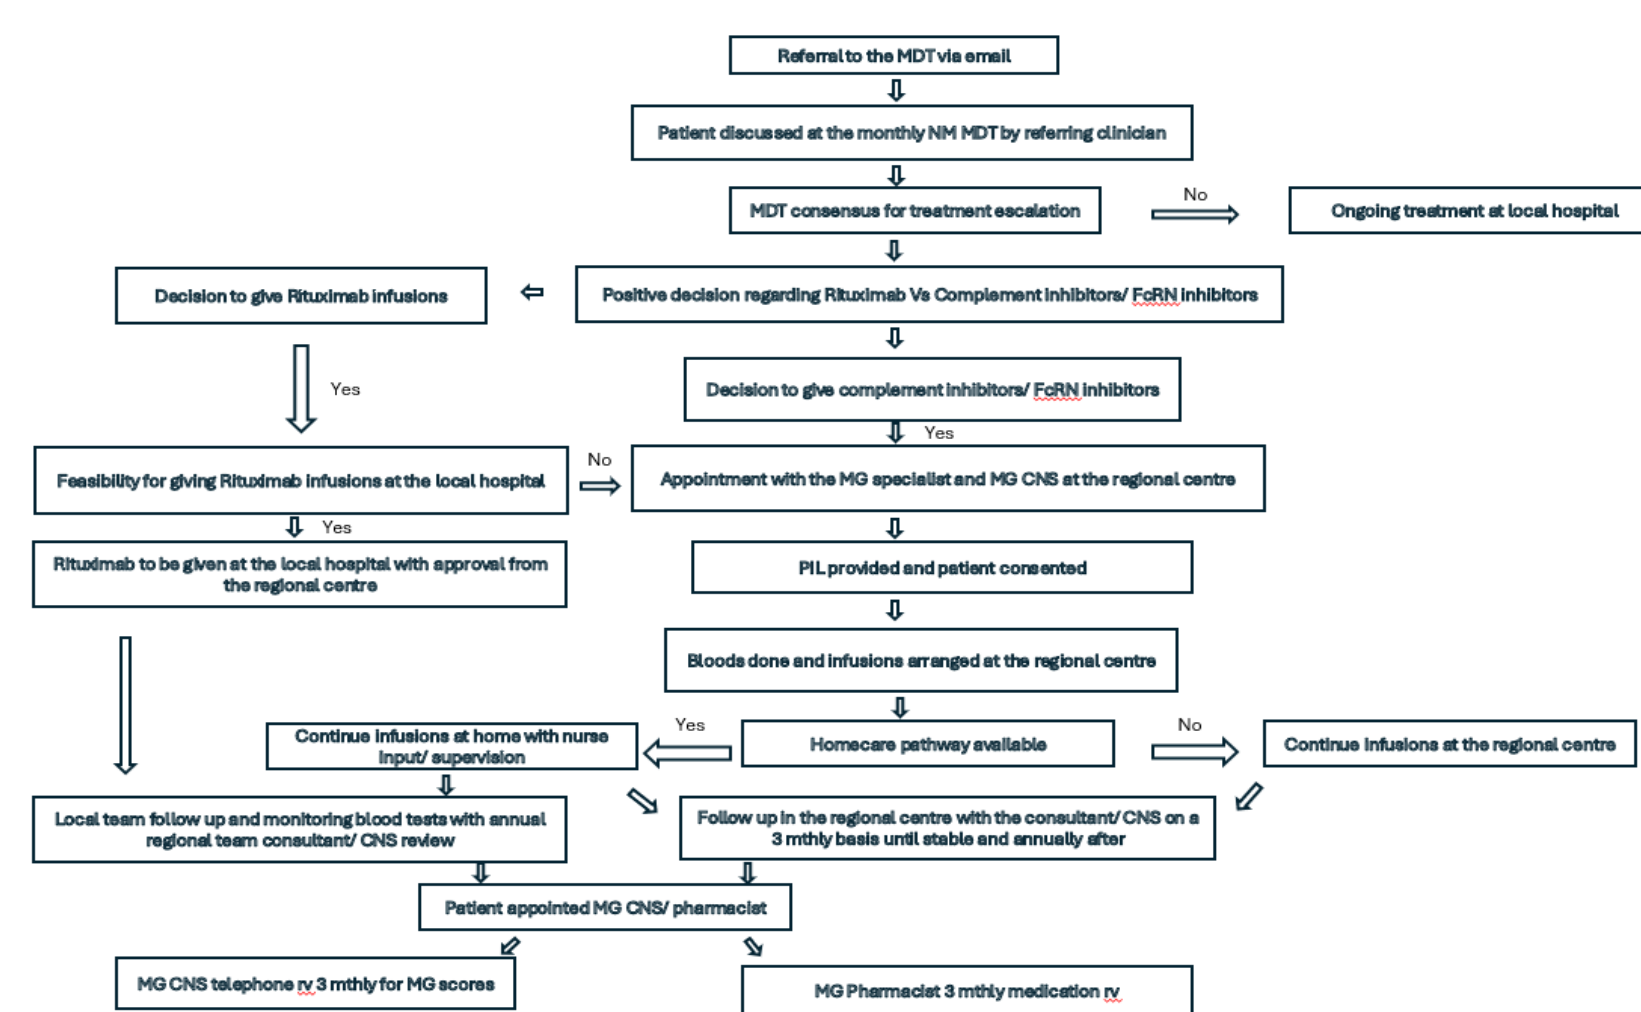 Referral to the MDT via email
Patient discussed at the monthly NM MDT by referring clinician
MDT consensus for treatment escalation
No
Ongoing treatment at local hospital
Decision to give Rituximab infusions
Positive decision regarding Rituximab Vs Complement inhibitors/ FcRN inhibitors
Yes
Decision to give complement inhibitors/ FcRN inhibitors
Yes
Feasibility for giving Rituximab infusions at the local hospital
No
Appointment with the MG specialist and MG CNS at the regional centre
Yes
Rituximab to be given at the local hospital with approval from
the regional centre
PIL provided and patient consented
Bloods done and infusions arranged at the regional centre
Continue infusions at home with nurse
input/ supervision
Yes
Homecare pathway available
No
Continue infusions at the regional centre
Local team follow up and monitoring blood tests with annual
regional team consultant/ CNS review
Follow up in the regional centre with the consultant/ CNS on a
3 mthly basis until stable and annually after
Patient appointed MG CNS/ pharmacist
MG CNS telephone rv 3 mthly for MG scores
MG Pharmacist 3 mthly medication rv